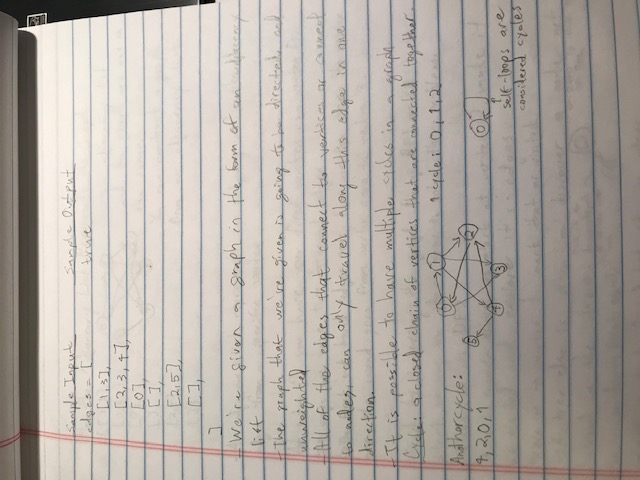 Sample Input Sample Output
edges = [ true
[1,3],
[2,3,4],
[0],
[ ],
[2,5],
[ ],
]
- We're given a graph in the form of an adjacency
list
- The graph that we've given is going to be directed and
unweighted
- All of the edges that connect to vertices or connect
to nodes, can only travel along this edge in one
direction.
- It is possible to have multiple cycles in a graph
Cycle: a closed chain of vertices that are connected together.
1 cycle: 0, 1, 2
Another cycle:
4, 2, 0, 1
0 1 2 3 4 5
0
self-loops are
considered cycles